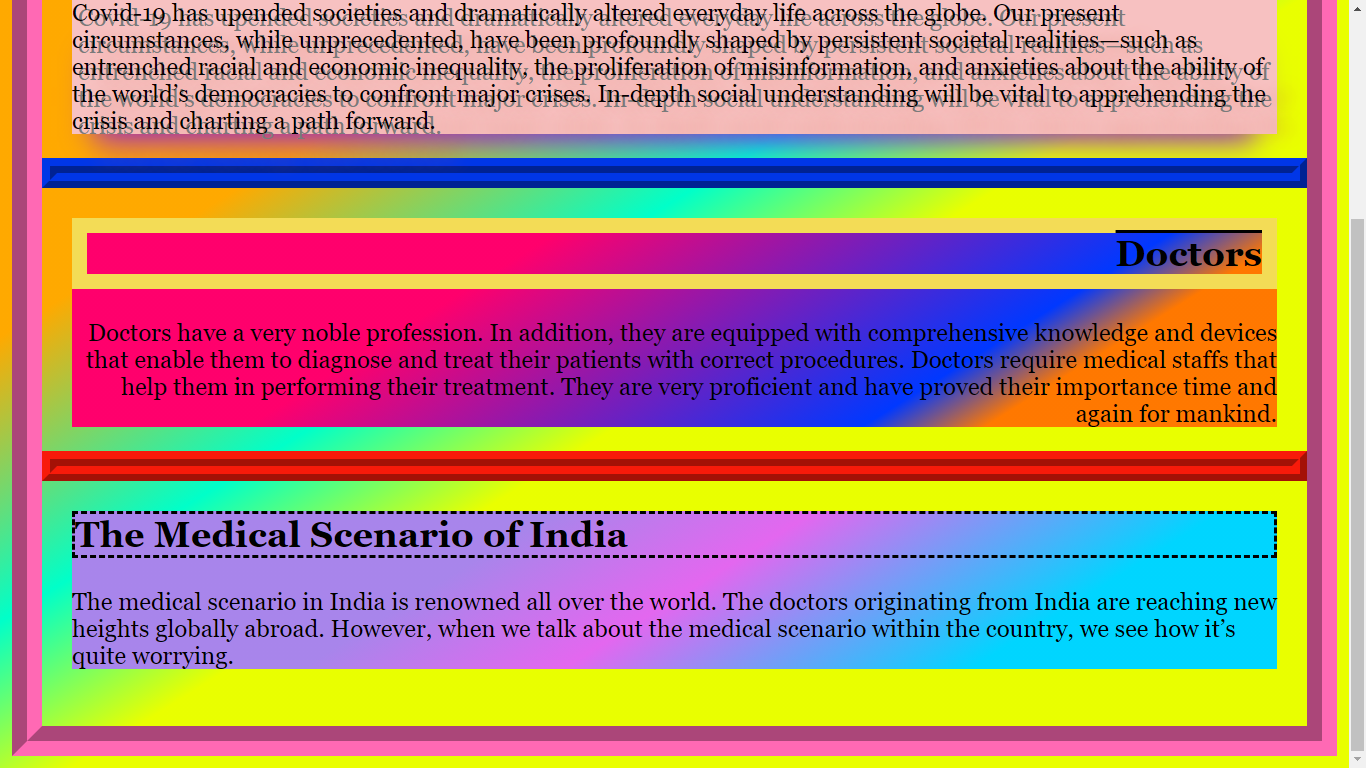 Covid-19 has upended societies and dramatically altered everyday life across the globe. Our present
circumstances, while unprecedented, have been profoundly shaped by persistent societal realities—such as
entrenched racial and economic inequality, the proliferation of misinformation, and anxieties about the ability of
the world’s democracies to confront major crises. In-depth social understanding will be vital to apprehending the
crisis and charting a path forward.
Doctors
Doctors have a very noble profession. In addition, they are equipped with comprehensive knowledge and devices
that enable them to diagnose and treat their patients with correct procedures. Doctors require medical staffs that
help them in performing their treatment. They are very proficient and have proved their importance time and
again for mankind.
The Medical Scenario of India
The medical scenario in India is renowned all over the world. The doctors originating from India are reaching new
heights globally abroad. However, when we talk about the medical scenario within the country, we see how it’s
quite worrying.